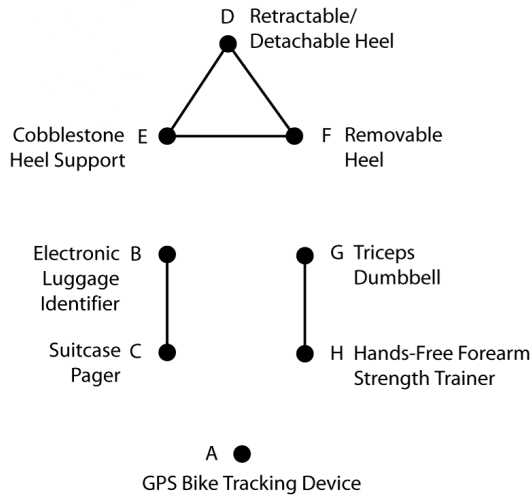 D Retractable/
Detachable Heel
Cobblestone E
Heel Support
F Removable
Heel
Electronic B
Luggage
Identifier
G Triceps
Dumbbell
Suitcase C
Pager
H Hands-Free Forearm
Strength Trainer
A
GPS Bike Tracking Device